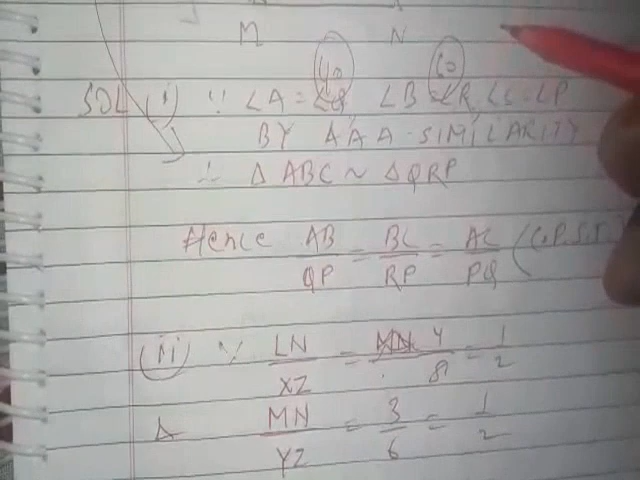 M N
40 60
SOL (i) ∵ ∠A = ∠Q ∠B = ∠R ∠C = ∠P
BY AAA - SIMILARITY
∴ Δ ABC ~ Δ QRP
Hence AB/QP = BC/RP = AC/PQ (C.P.S.T
(ii) ∵ LN/XZ = 4/8 = 1/2
MN/YZ = 3/6 = 1/2